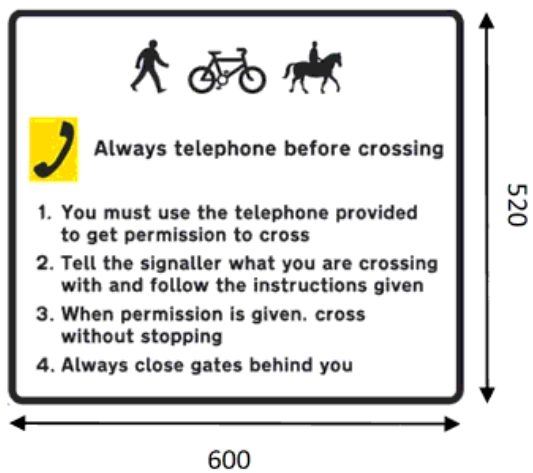 Always telephone before crossing
1. You must use the telephone provided
to get permission to cross
2. Tell the signaller what you are crossing
with and follow the instructions given
3. When permission is given. cross
without stopping
4. Always close gates behind you
520
600